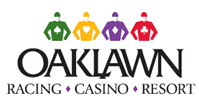 OAKLAWN
RACING ♦ CASINO ♦ RESORT